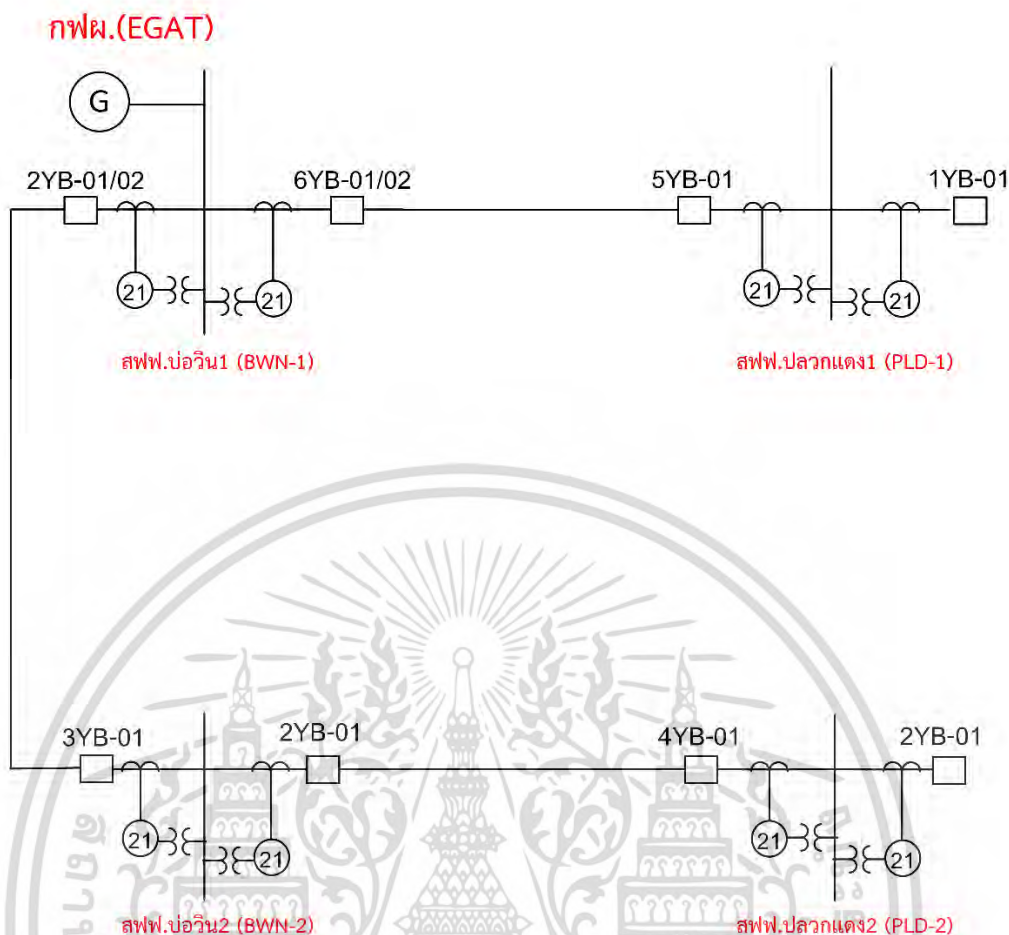 กฟผ.(EGAT)
G
2YB-01/02
6YB-01/02
5YB-01
1YB-01
21
21
21
21
สฟฟ.บ่อวิน1 (BWN-1)
สฟฟ.ปลวกแดง1 (PLD-1)
3YB-01
2YB-01
4YB-01
2YB-01
21
21
21
21
สฟฟ.บ่อวิน2 (BWN-2)
สฟฟ.ปลวกแดง2 (PLD-2)